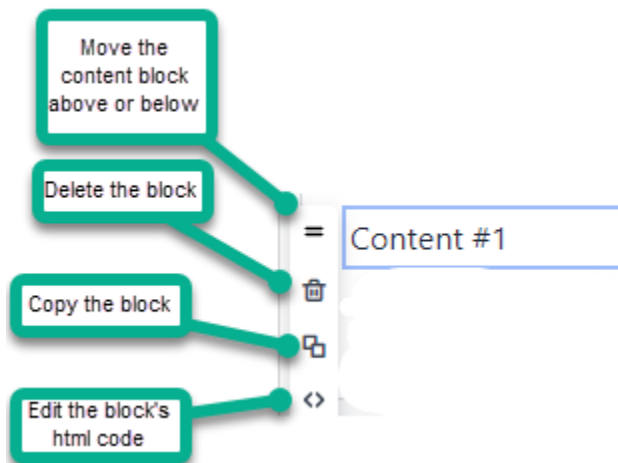 Move the
content block
above or below
Delete the block
Content #1
Copy the block
Edit the block's
html code